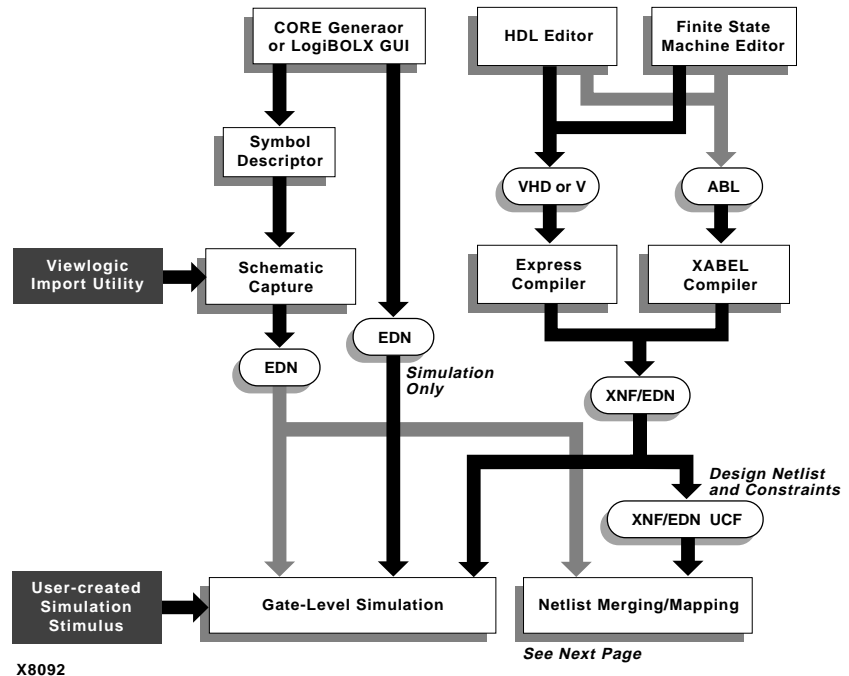 CORE Generaor
or LogiBOLX GUI
HDL Editor
Finite State
Machine Editor
Symbol
Descriptor
VHD or V
ABL
Viewlogic
Import Utility
Schematic
Capture
Express
Compiler
XABEL
Compiler
EDN
EDN
Simulation
Only
XNF/EDN
Design Netlist
and Constraints
XNF/EDN UCF
User-created
Simulation
Stimulus
Gate-Level Simulation
Netlist Merging/Mapping
See Next Page
X8092